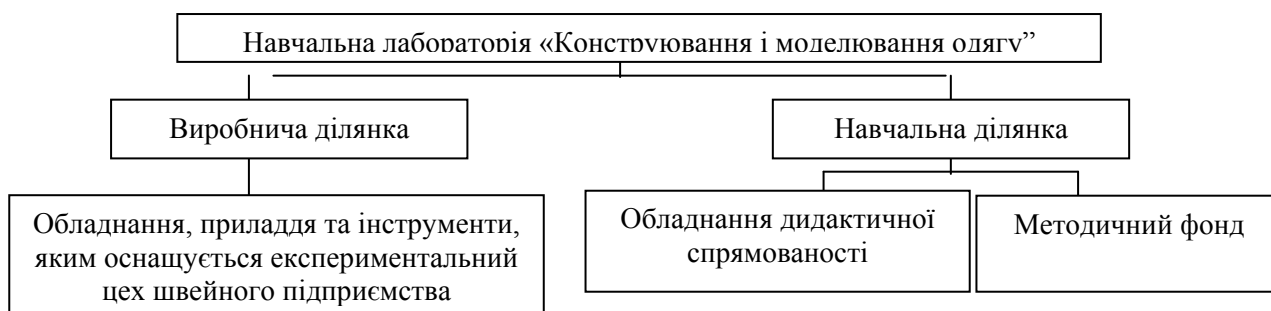 Навчальна лабораторія «Конструювання і моделювання одягу”
Виробнича ділянка
Навчальна ділянка
Обладнання, приладдя та інструменти,
яким оснащується експериментальний
цех швейного підприємства
Обладнання дидактичної
спрямованості
Методичний фонд